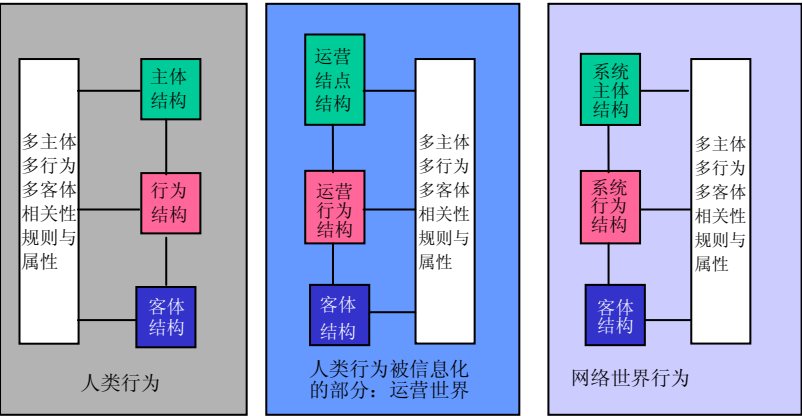 多主体
多行为
多客体
相关性
规则与
属性
主体
结构
行为
结构
客体
结构
人类行为
运营
结点
结构
运营
行为
结构
客体
结构
多主体
多行为
多客体
相关性
规则与
属性
人类行为被信息化
的部分：运营世界
系统
主体
结构
系统
行为
结构
客体
结构
多主体
多行为
多客体
相关性
规则与
属性
网络世界行为